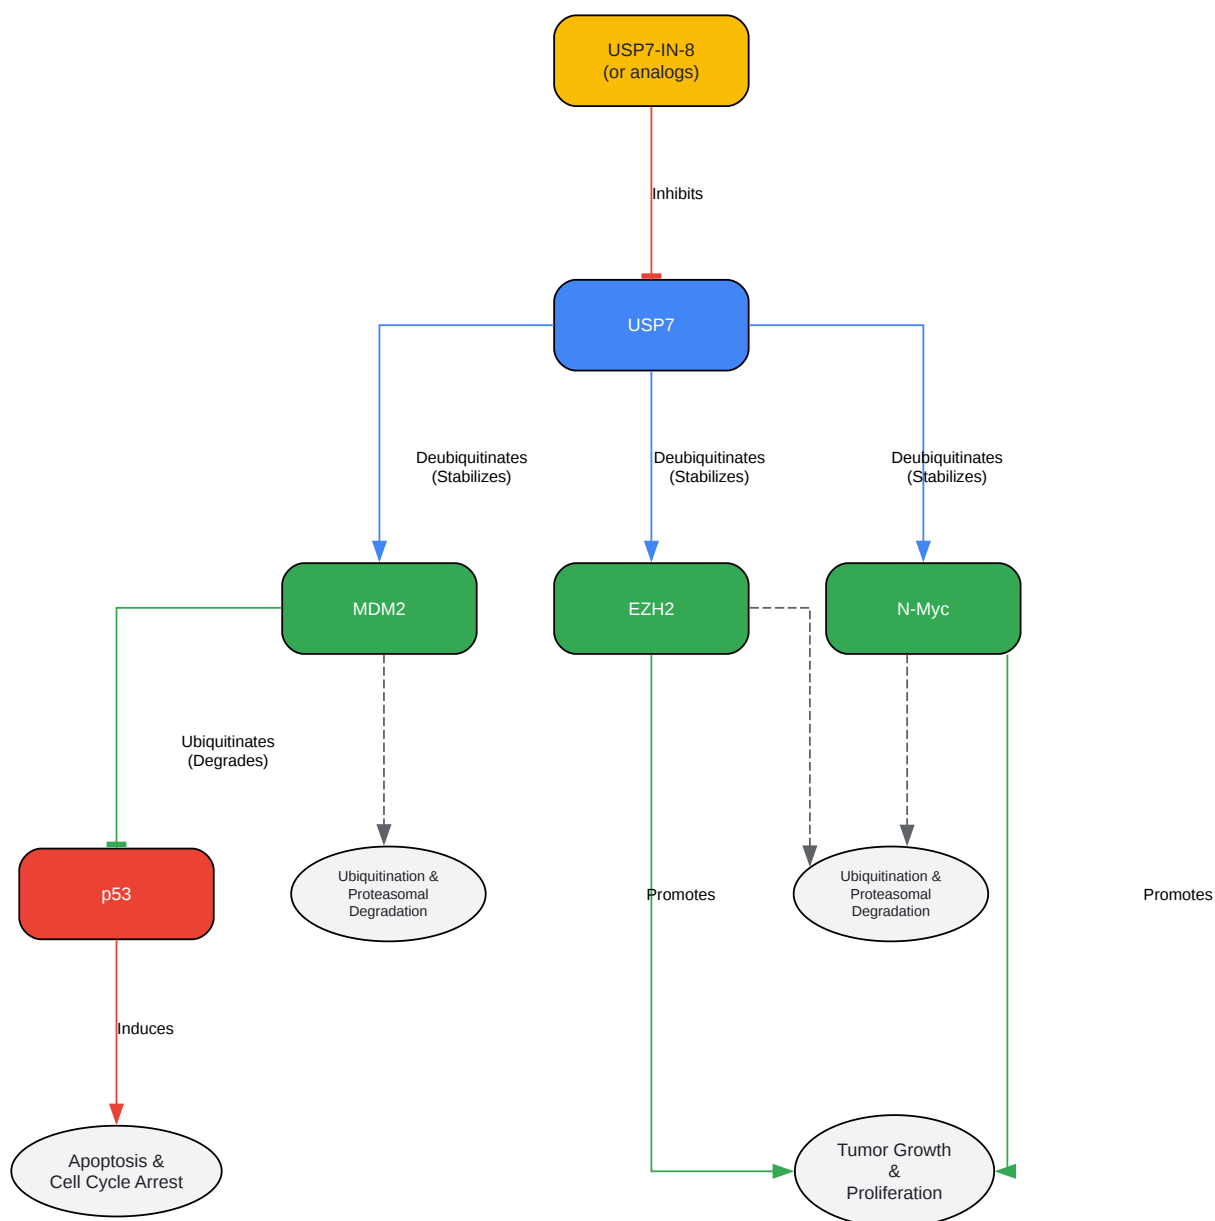 USP7-IN-8
(or analogs)
Inhibits
USP7
Deubiquitinates
(Stabilizes)
Deubiquitinates
(Stabilizes)
Deubiquitinates
(Stabilizes)
MDM2
EZH2
N-Myc
Ubiquitinates
(Degrades)
p53
Ubiquitination &
Proteasomal
Degradation
Promotes
Ubiquitination &
Proteasomal
Degradation
Promotes
Induces
Apoptosis &
Cell Cycle Arrest
Tumor Growth
&
Proliferation